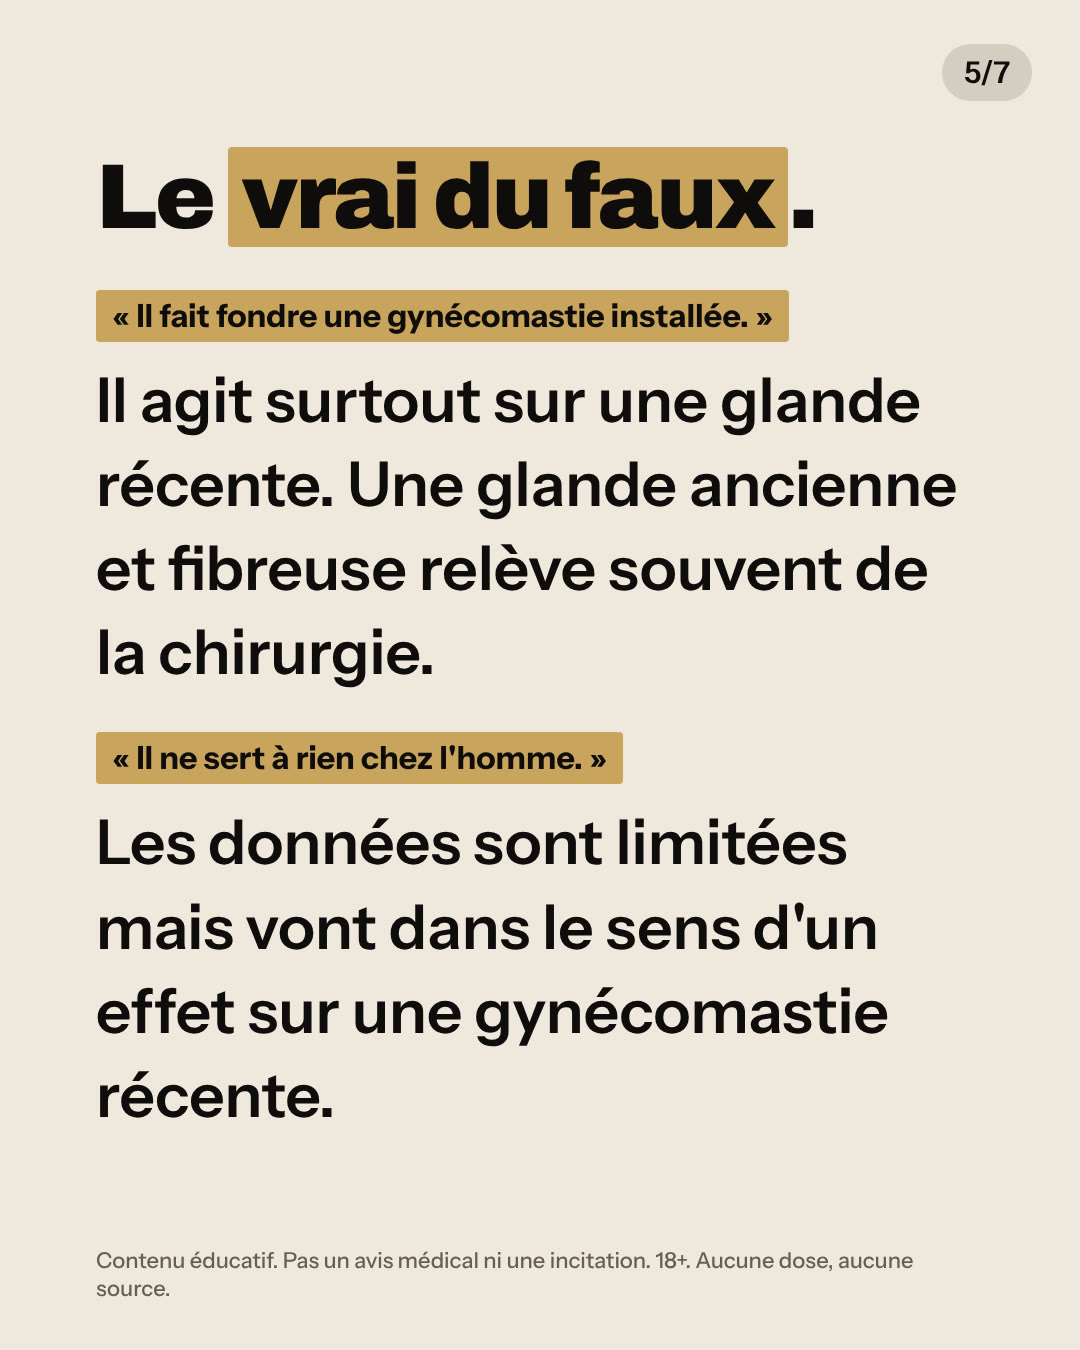 5/7
Le vrai du faux.
« Il fait fondre une gynécomastie installée. »
Il agit surtout sur une glande
récente. Une glande ancienne
et fibreuse relève souvent de
la chirurgie.
« Il ne sert à rien chez l'homme. »
Les données sont limitées
mais vont dans le sens d'un
effet sur une gynécomastie
récente.
Contenu éducatif. Pas un avis médical ni une incitation. 18+. Aucune dose, aucune
source.